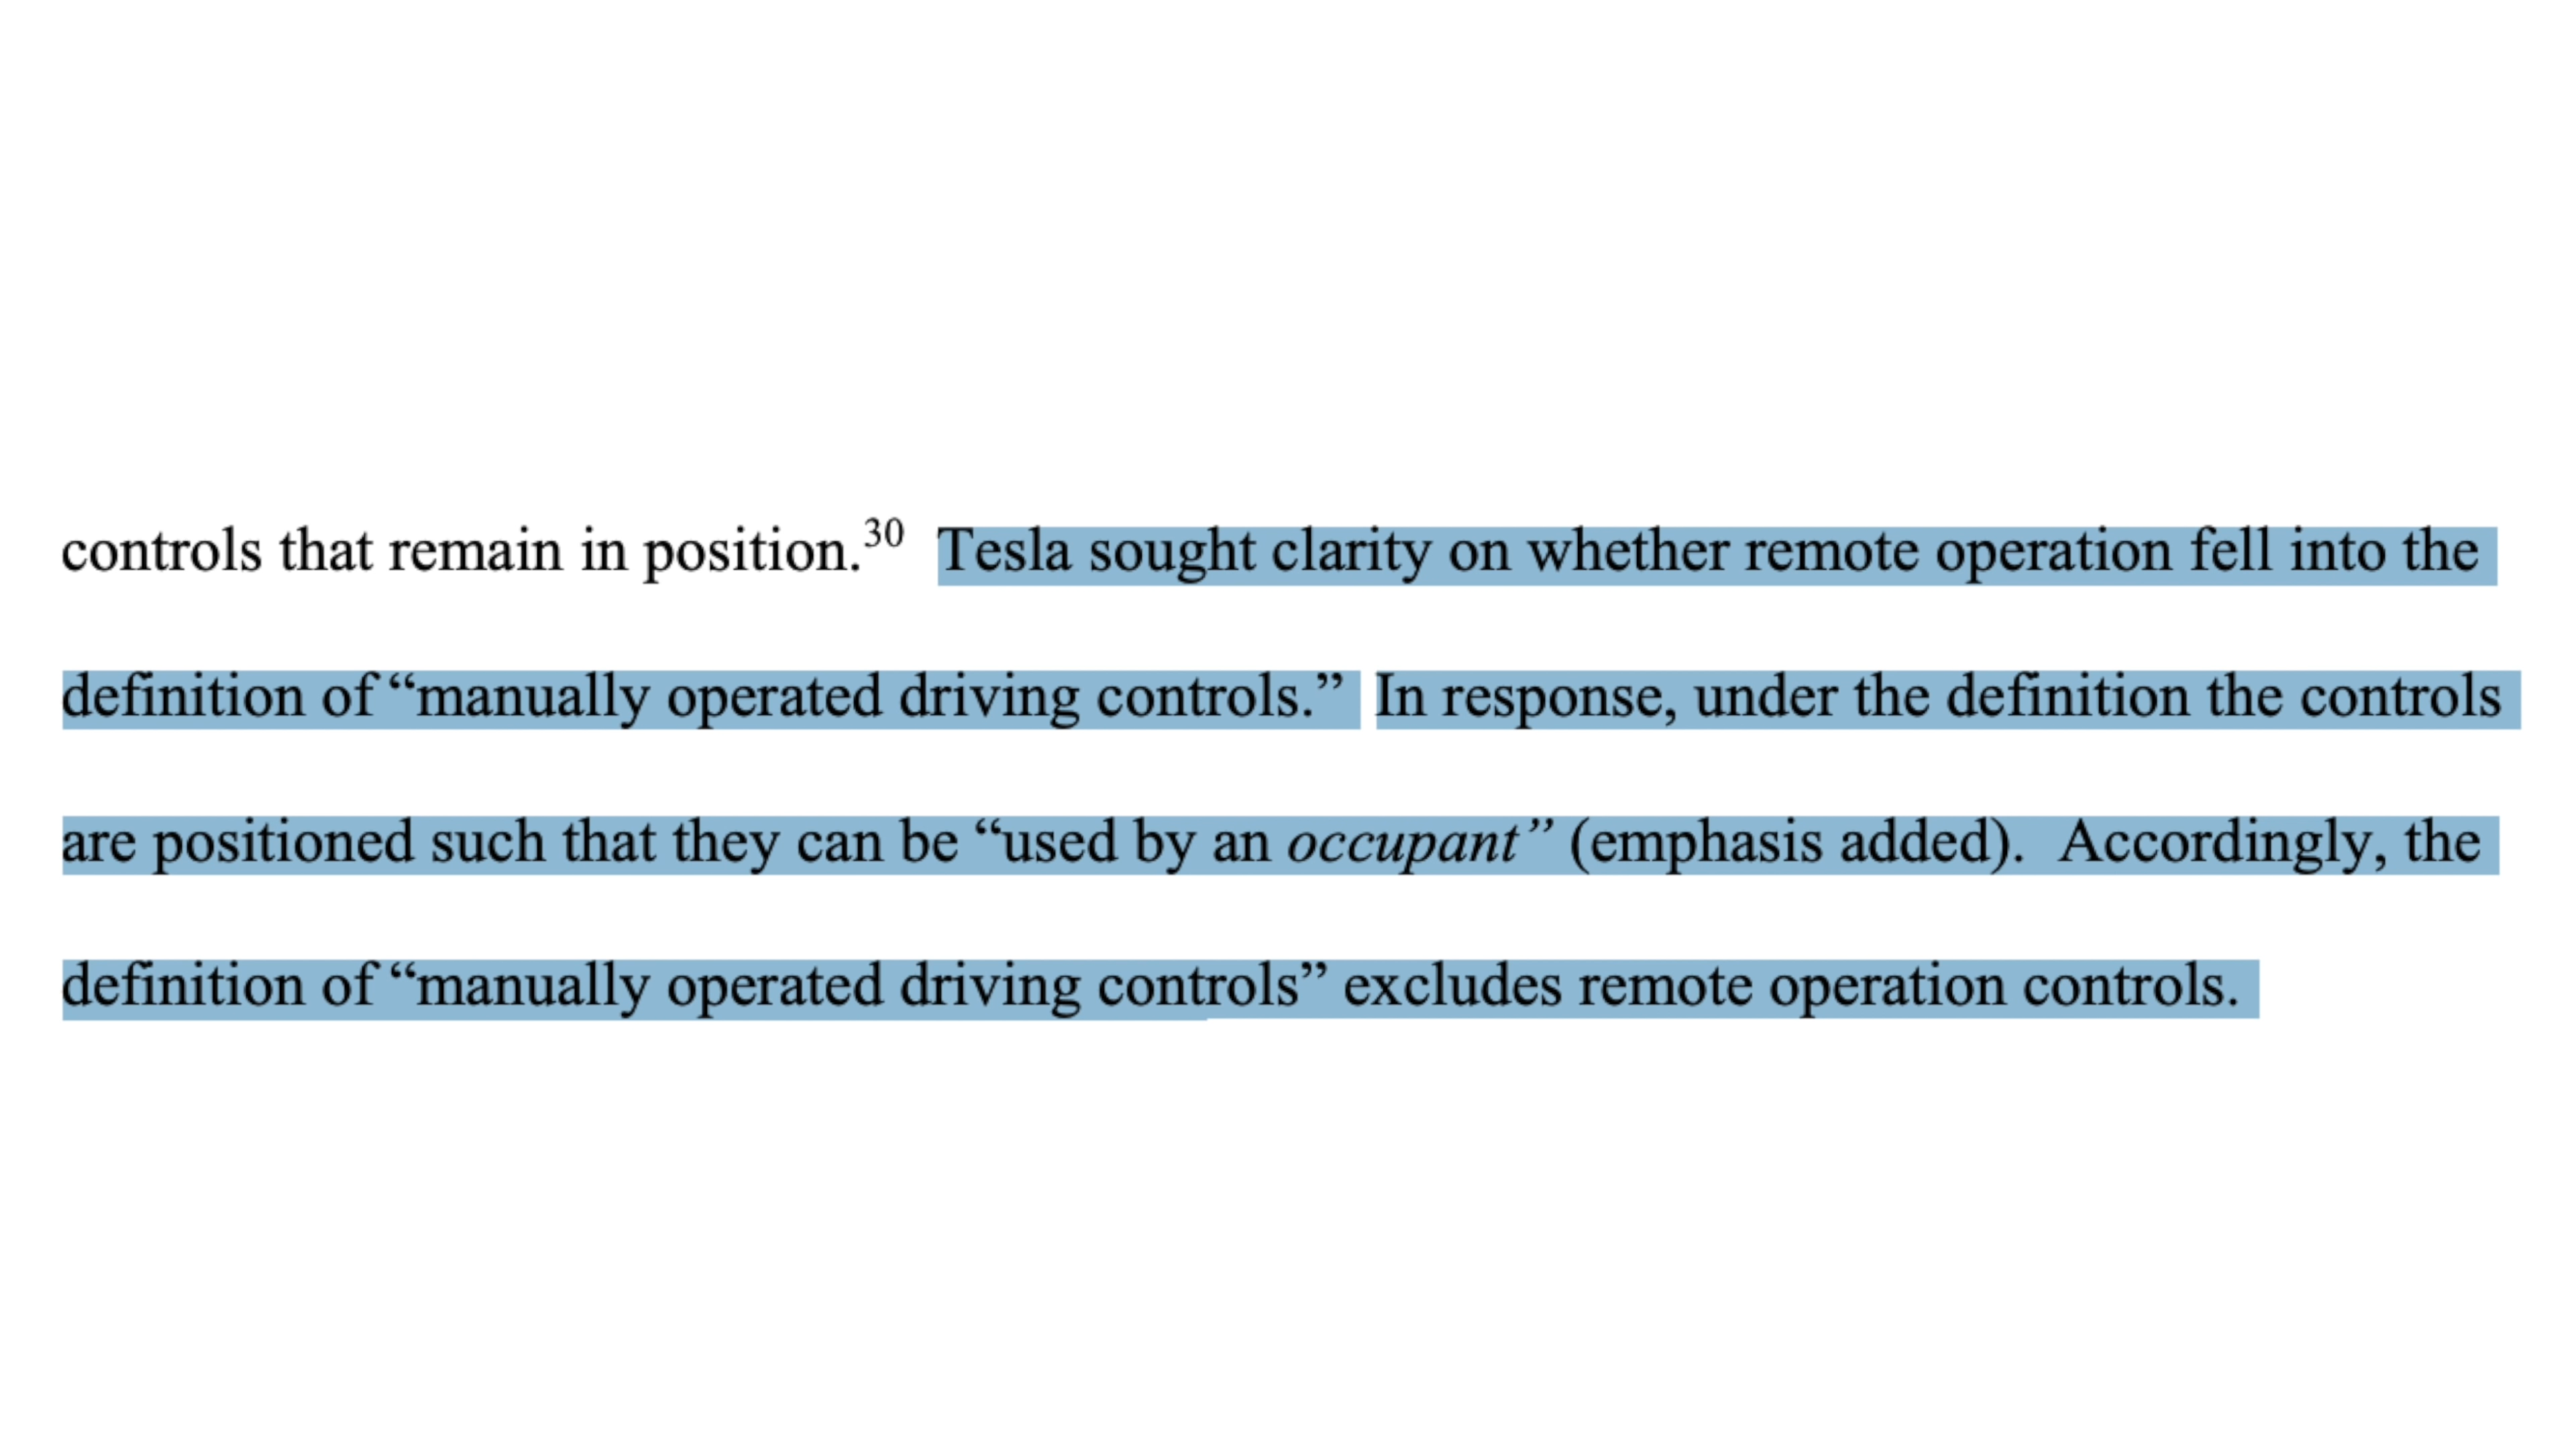 controls that remain in position.30 Tesla sought clarity on whether remote operation fell into the
definition of “manually operated driving controls.” In response, under the definition the controls
are positioned such that they can be “used by an occupant” (emphasis added). Accordingly, the
definition of “manually operated driving controls” excludes remote operation controls.